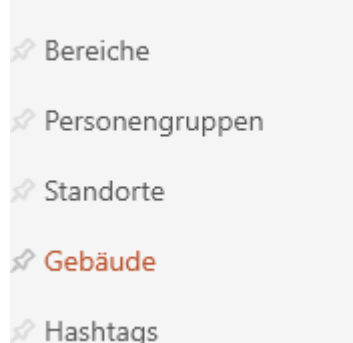 Bereiche
Personengruppen
Standorte
Gebäude
Hashtags